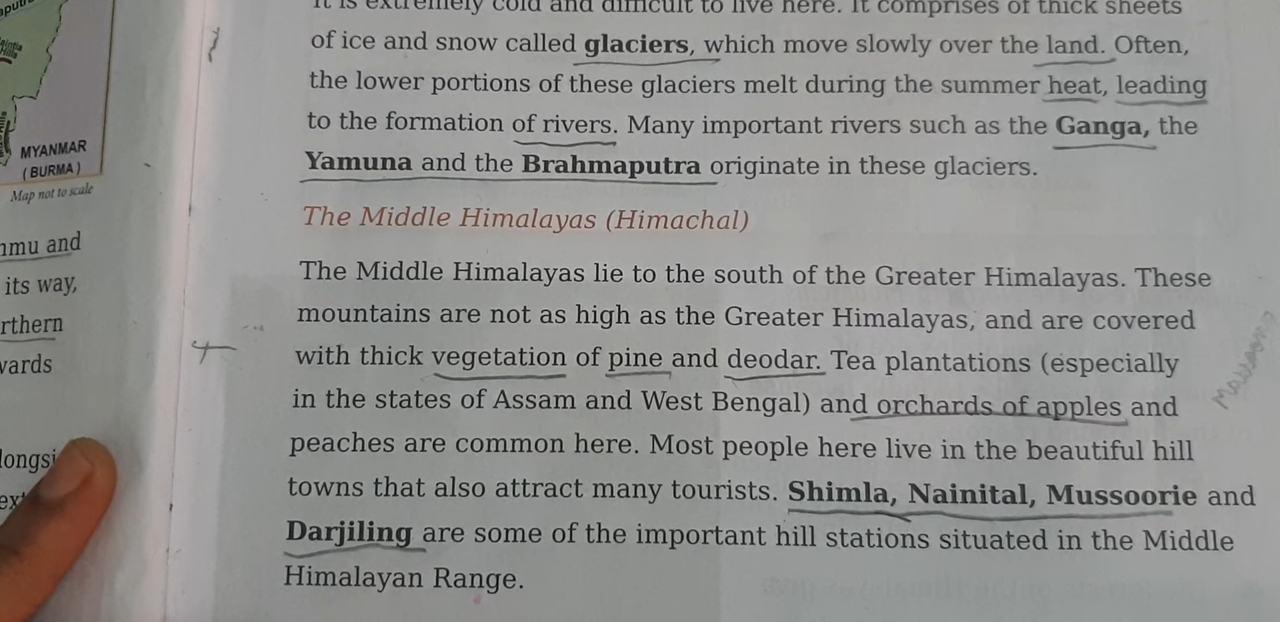 MYANMAR
(BURMA)
Map not to scale
mu and
its way,
rthern
wards
longsi
It is extremely cold and difficult to live here. It comprises of thick sheets
of ice and snow called glaciers, which move slowly over the land. Often,
the lower portions of these glaciers melt during the summer heat, leading
to the formation of rivers. Many important rivers such as the Ganga, the
Yamuna and the Brahmaputra originate in these glaciers.
The Middle Himalayas (Himachal)
The Middle Himalayas lie to the south of the Greater Himalayas. These
mountains are not as high as the Greater Himalayas, and are covered
with thick vegetation of pine and deodar. Tea plantations (especially
in the states of Assam and West Bengal) and orchards of apples and
peaches are common here. Most people here live in the beautiful hill
towns that also attract many tourists. Shimla, Nainital, Mussoorie and
Darjiling are some of the important hill stations situated in the Middle
Himalayan Range.